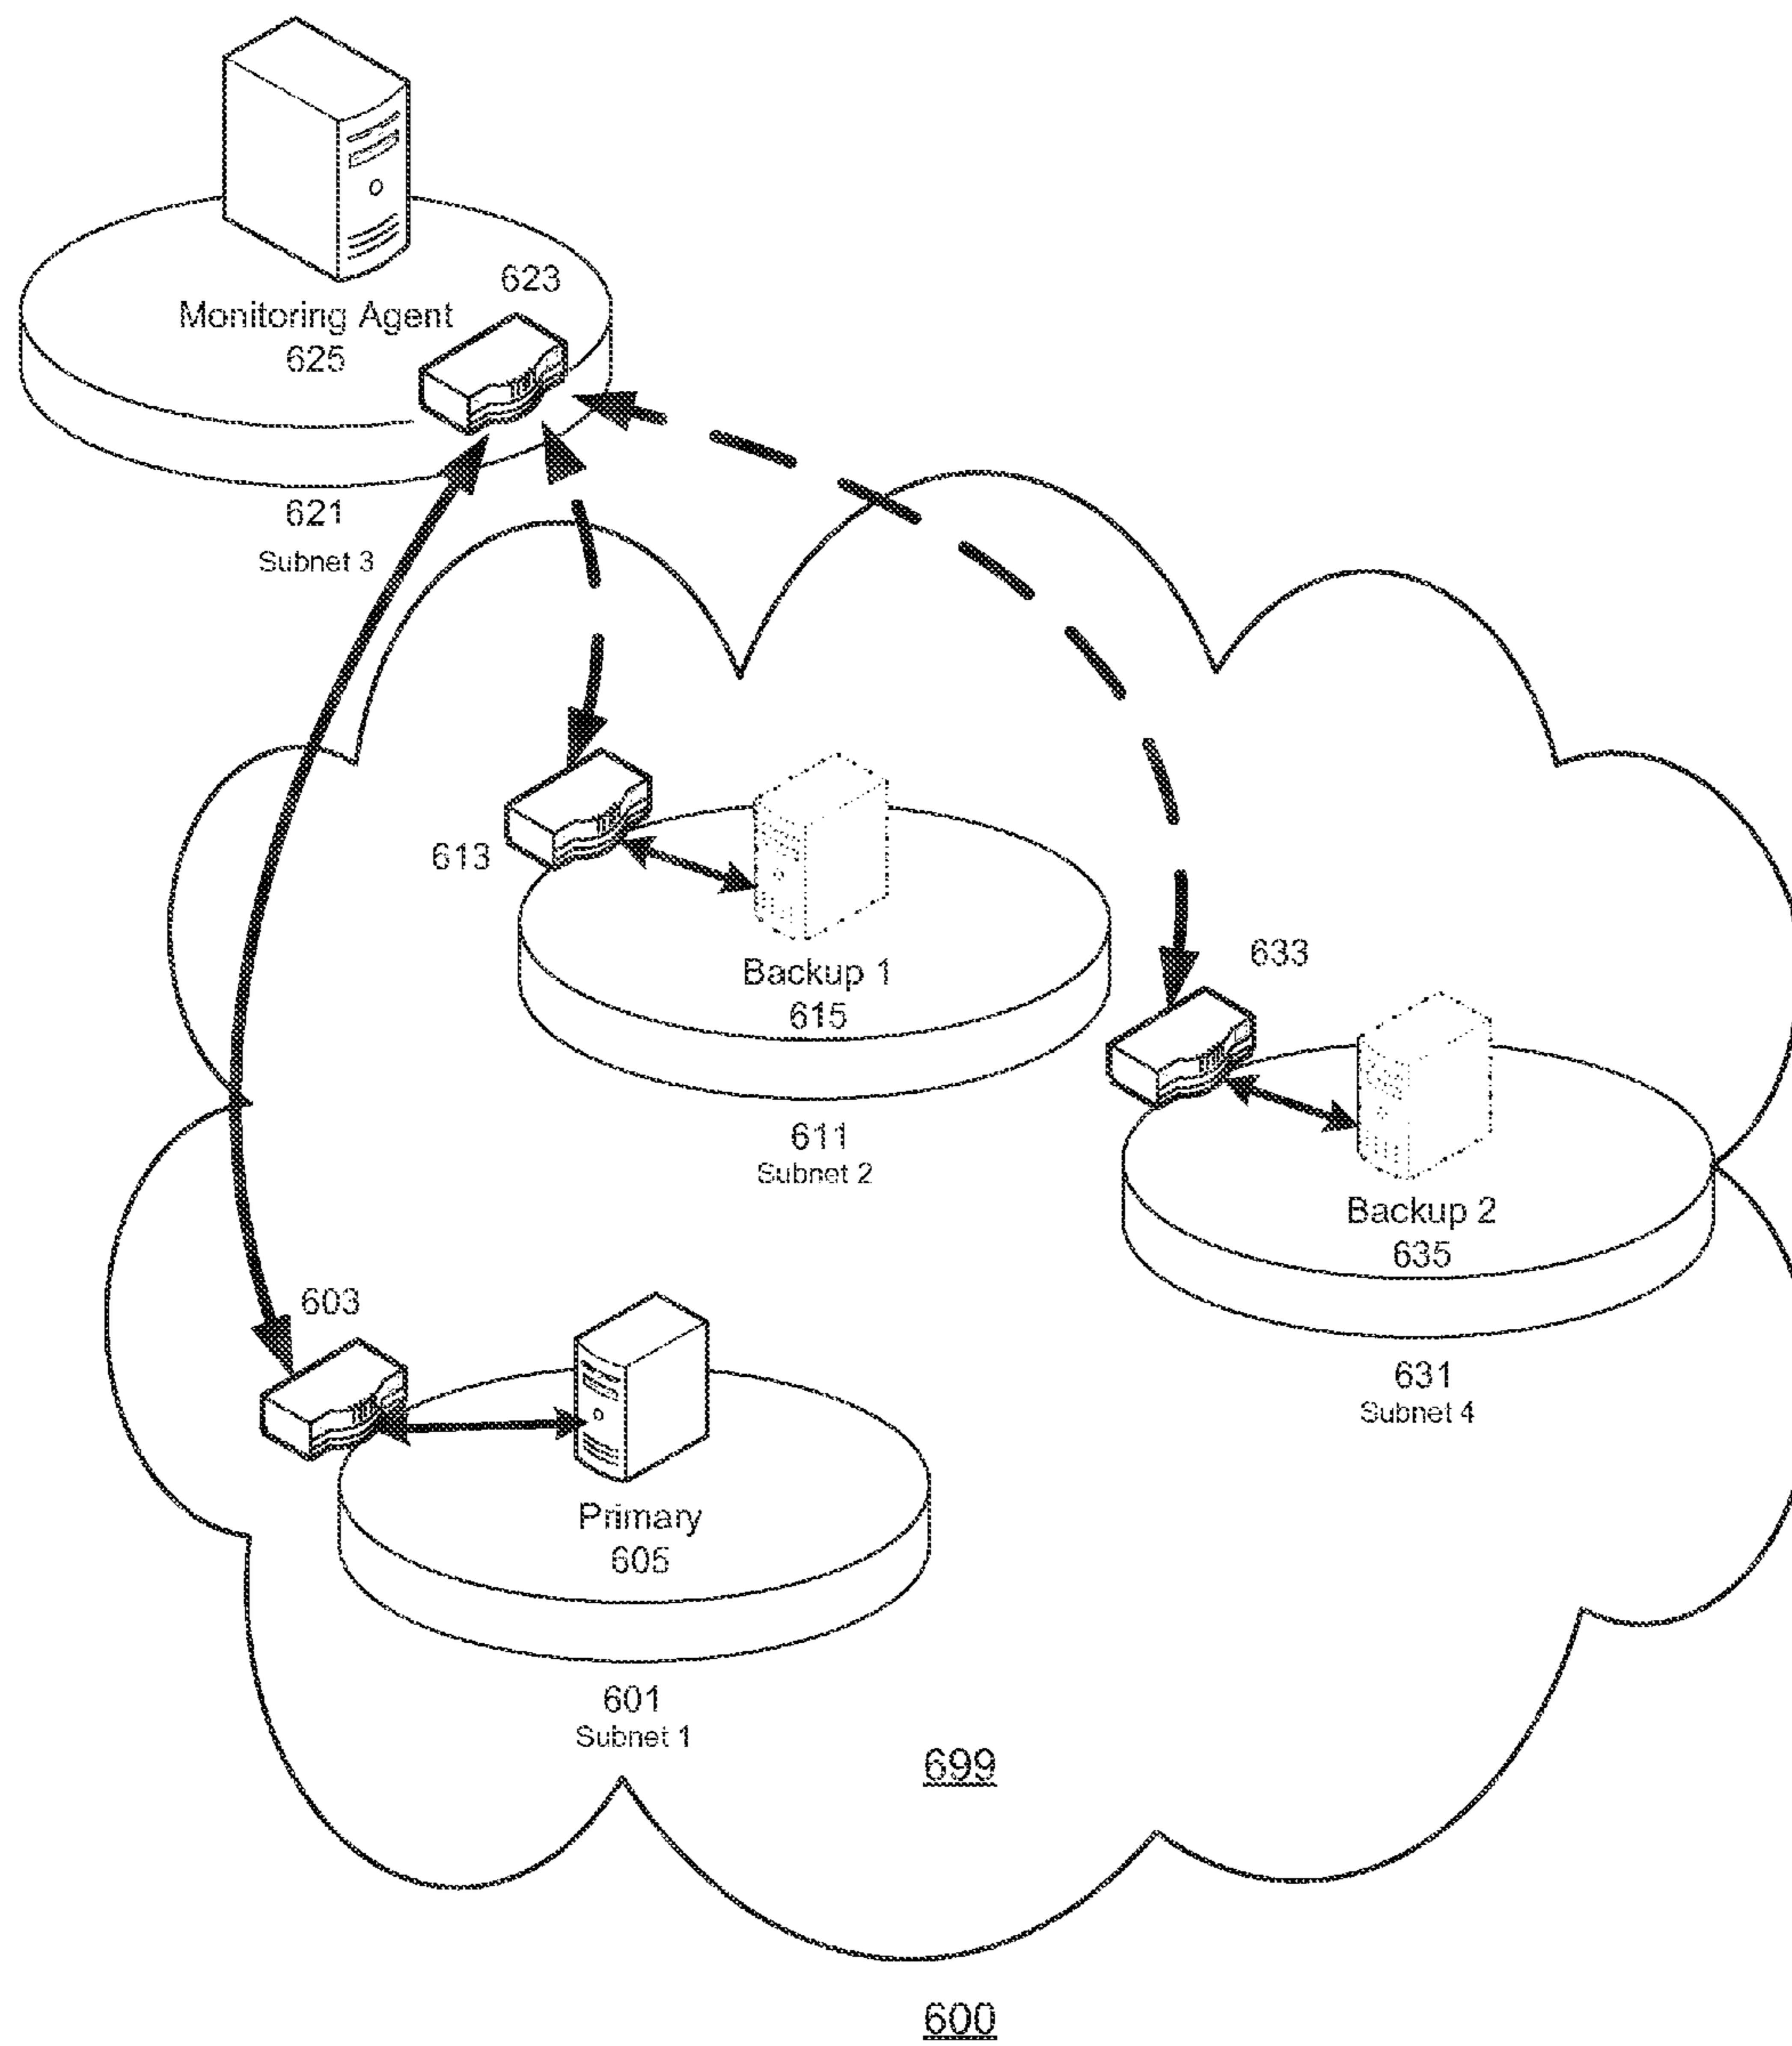 623
Monitoring Agent
625
621
Subnet 3
613
Backup 1
615
611
Subnet 2
633
Backup 2
635
631
Subnet 4
603
Primary
605
601
Subnet 1
699
600